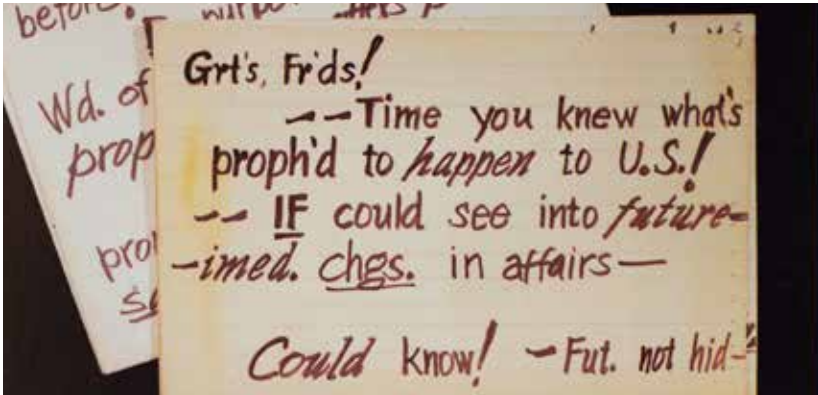 before!
Wd. of
prop
Grt's, Fr'ds!
-- Time you knew what's
proph'd to happen to U.S.!
-- IF could see into future-
-imed. chgs. in affairs—
Could know! - Fut. not hid-